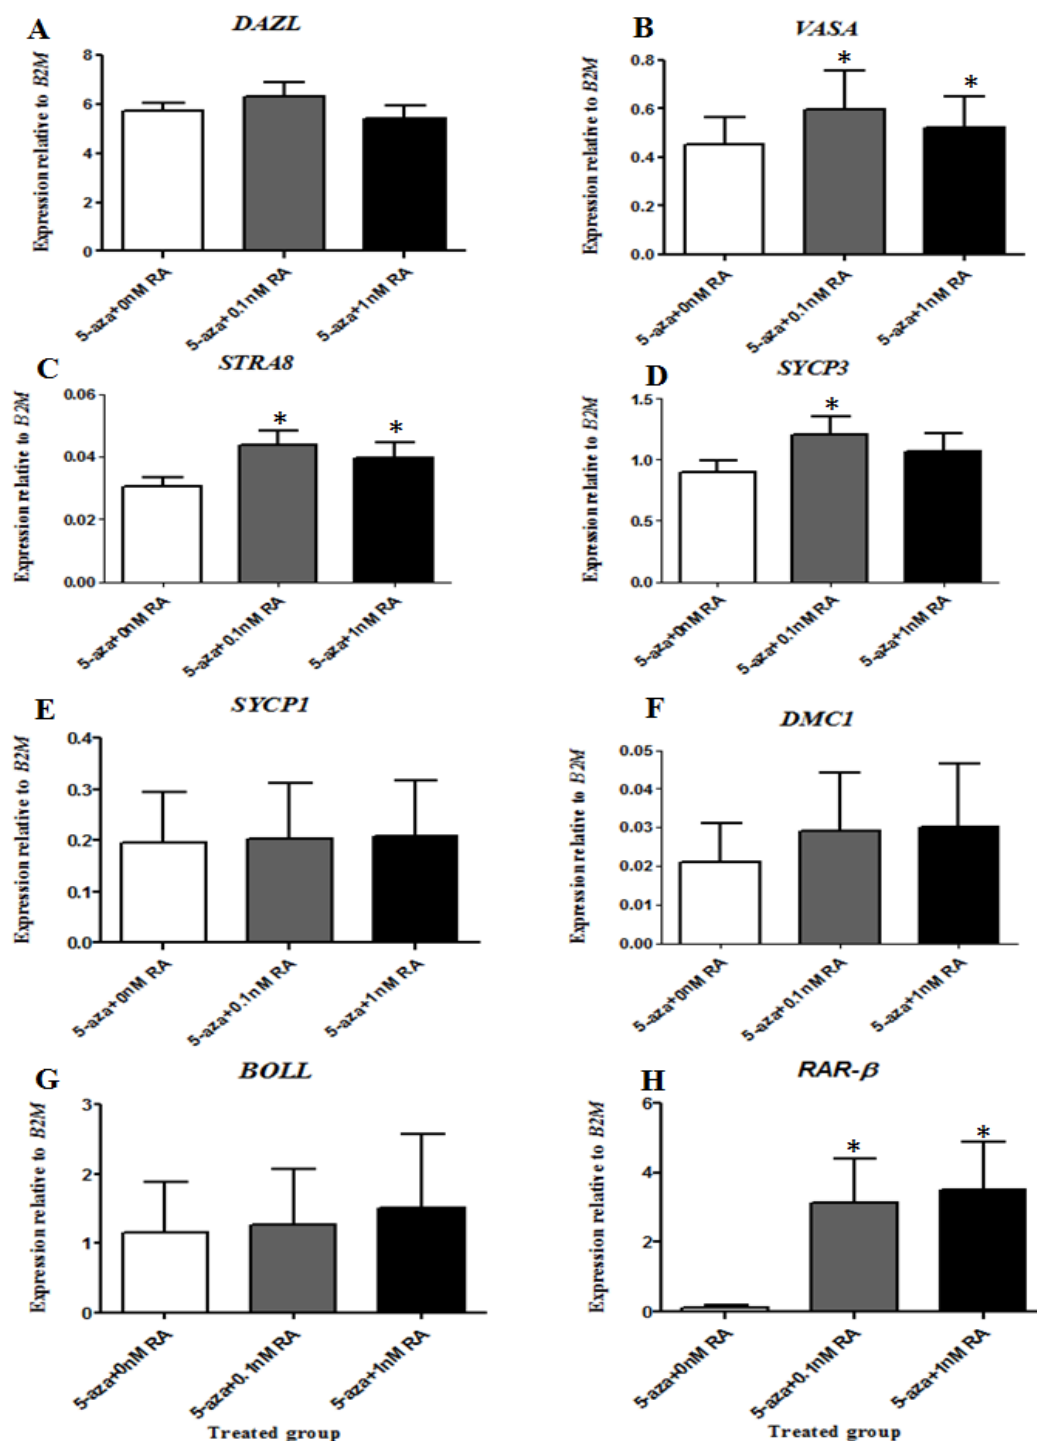 A
DAZL
Expression relative to B2M
8
6
4
2
0
5-aza+0nM RA
5-aza+0.1nM RA
5-aza+1nM RA
B
VASA
Expression relative to B2M
0.8
0.6
0.4
0.2
0.0
*
*
5-aza+0nM RA
5-aza+0.1nM RA
5-aza+1nM RA
C
STRA8
Expression relative to B2M
0.06
0.04
0.02
0.00
*
*
5-aza+0nM RA
5-aza+0.1nM RA
5-aza+1nM RA
D
SYCP3
Expression relative to B2M
1.5
1.0
0.5
0.0
*
5-aza+0nM RA
5-aza+0.1nM RA
5-aza+1nM RA
E
SYCP1
Expression relative to B2M
0.4
0.3
0.2
0.1
0.0
5-aza+0nM RA
5-aza+0.1nM RA
5-aza+1nM RA
F
DMC1
Expression relative to B2M
0.05
0.04
0.03
0.02
0.01
0.00
5-aza+0nM RA
5-aza+0.1nM RA
5-aza+1nM RA
G
BOLL
Expression relative to B2M
3
2
1
0
5-aza+0nM RA
5-aza+0.1nM RA
5-aza+1nM RA
Treated group
H
RAR-β
Expression relative to B2M
6
4
2
0
*
*
5-aza+0nM RA
5-aza+0.1nM RA
5-aza+1nM RA
Treated group